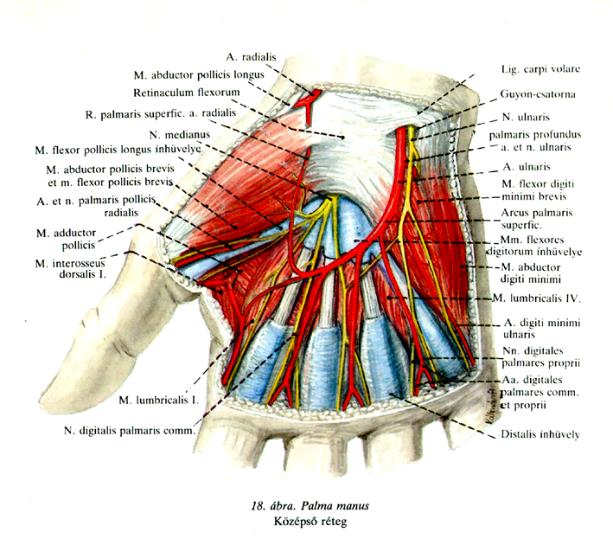 A. radialis
M. abductor pollicis longus
Retinaculum flexorum
R. palmaris superfic. a. radialis
N. medianus
M. flexor pollicis longus ínhüvelye
M. abductor pollicis brevis
et m. flexor pollicis brevis
A. et n. palmaris pollicis
radialis
M. adductor
pollicis
M. interosseus
dorsalis I.
M. lumbricalis I.
N. digitalis palmaris comm.
Lig. carpi volare
Guyon-csatorna
N. ulnaris
palmaris profundus
a. et n. ulnaris
A. ulnaris
M. flexor digiti
minimi brevis
Arcus palmaris
superfic.
Mm. flexores
digitorum ínhüvelye
M. abductor
digiti minimi
M. lumbricalis IV.
A. digiti minimi
ulnaris
Nn. digitales
palmares proprii
Aa. digitales
palmares comm.
et proprii
Distalis ínhüvely
18. ábra. Palma manus
Középső réteg